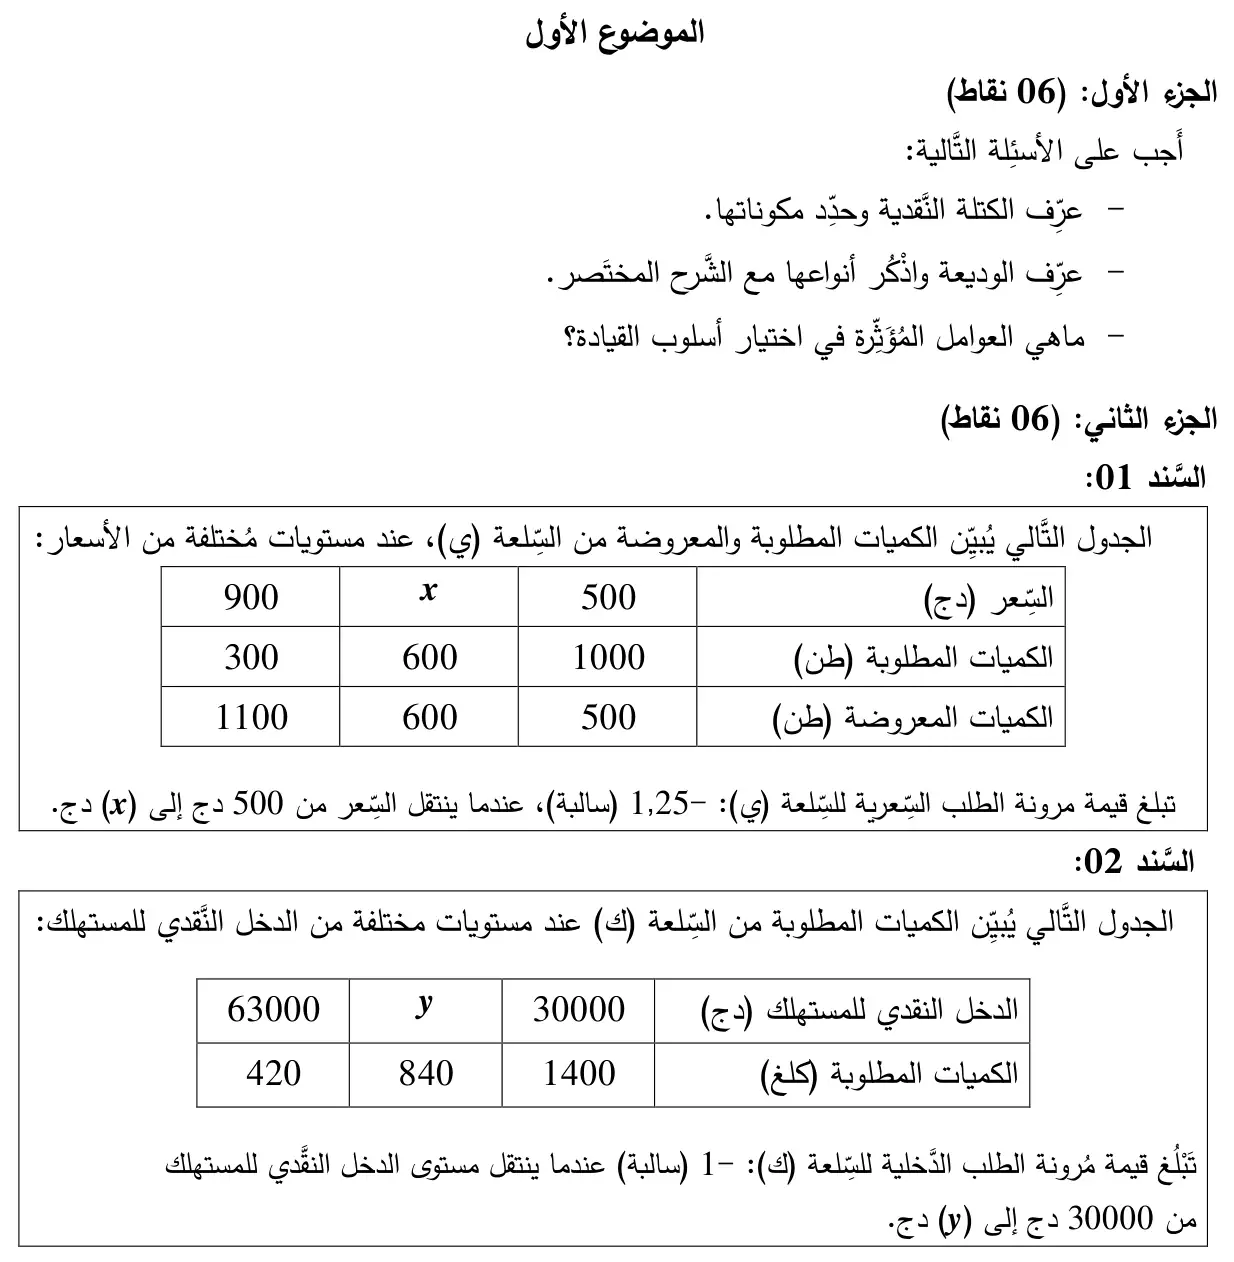 الموضوع الأول
الجزء الأول: (06 نقاط)
أَجب على الأسئِلة التَّالية:
- عرِّف الكتلة النَّقدية وحدِّد مكوناتها.
- عرِّف الوديعة واذْكُر أنواعها مع الشَّرح المختَصر.
- ماهي العوامل المُؤَثِّرة في اختيار أسلوب القيادة؟
الجزء الثاني: (06 نقاط)
السَّند 01:
الجدول التَّالي يُبيِّن الكميات المطلوبة والمعروضة من السِّلعة (ي)، عند مستويات مُختلفة من الأسعار:
السِّعر (دج) 500 x 900
الكميات المطلوبة (طن) 1000 600 300
الكميات المعروضة (طن) 500 600 1100
تبلغ قيمة مرونة الطلب السِّعرية للسِّلعة (ي): -1,25 (سالبة)، عندما ينتقل السِّعر من 500 دج إلى (x) دج.
السَّند 02:
الجدول التَّالي يُبيِّن الكميات المطلوبة من السِّلعة (ك) عند مستويات مختلفة من الدخل النَّقدي للمستهلك:
الدخل النقدي للمستهلك (دج) 30000 y 63000
الكميات المطلوبة (كلغ) 1400 840 420
تَبْلُغ قيمة مُرونة الطلب الدَّخلية للسِّلعة (ك): -1 (سالبة) عندما ينتقل مستوى الدخل النقَّدي للمستهلك
من 30000 دج إلى (y) دج.